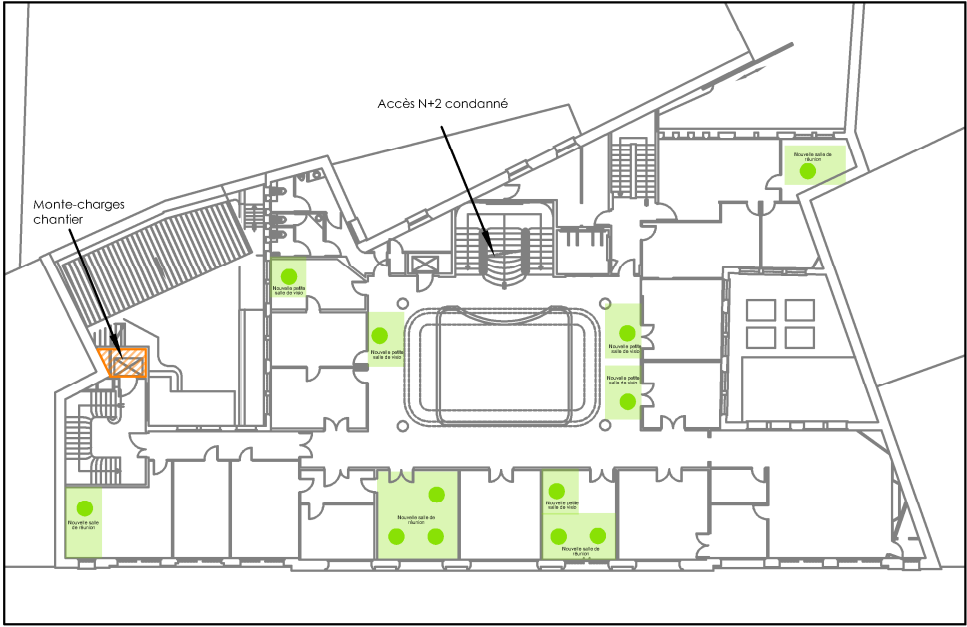 Accès N+2 condanné
Nouvelle salle de
réunion
Monte-charges
chantier
Nouvelle petite
salle de visio
Nouvelle petite
salle de visio
Nouvelle petite
salle de visio
Nouvelle petite
salle de visio
Nouvelle salle
de réunion
Nouvelle salle de
réunion
Nouvelle petite
salle de visio
Nouvelle salle de
réunion